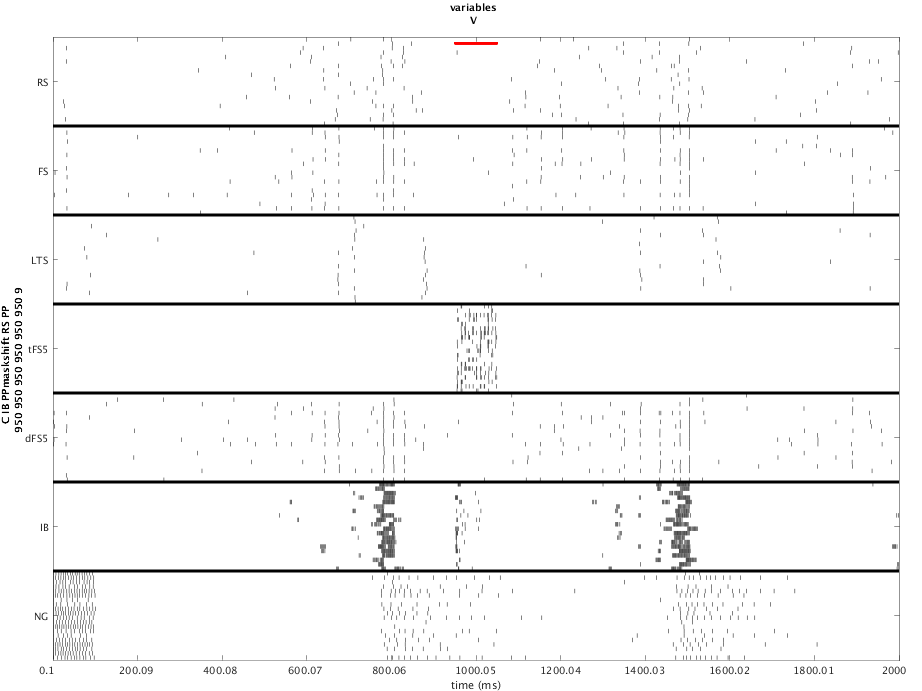 variables
V
RS
FS
LTS
tFS5
dFS5
IB
NG
C IB PPmaskshift RS PP
950 950 950 950 950 950 9
0.1 200.09 400.08 600.07 800.06 1000.05 1200.04 1400.03 1600.02 1800.01 2000
time (ms)